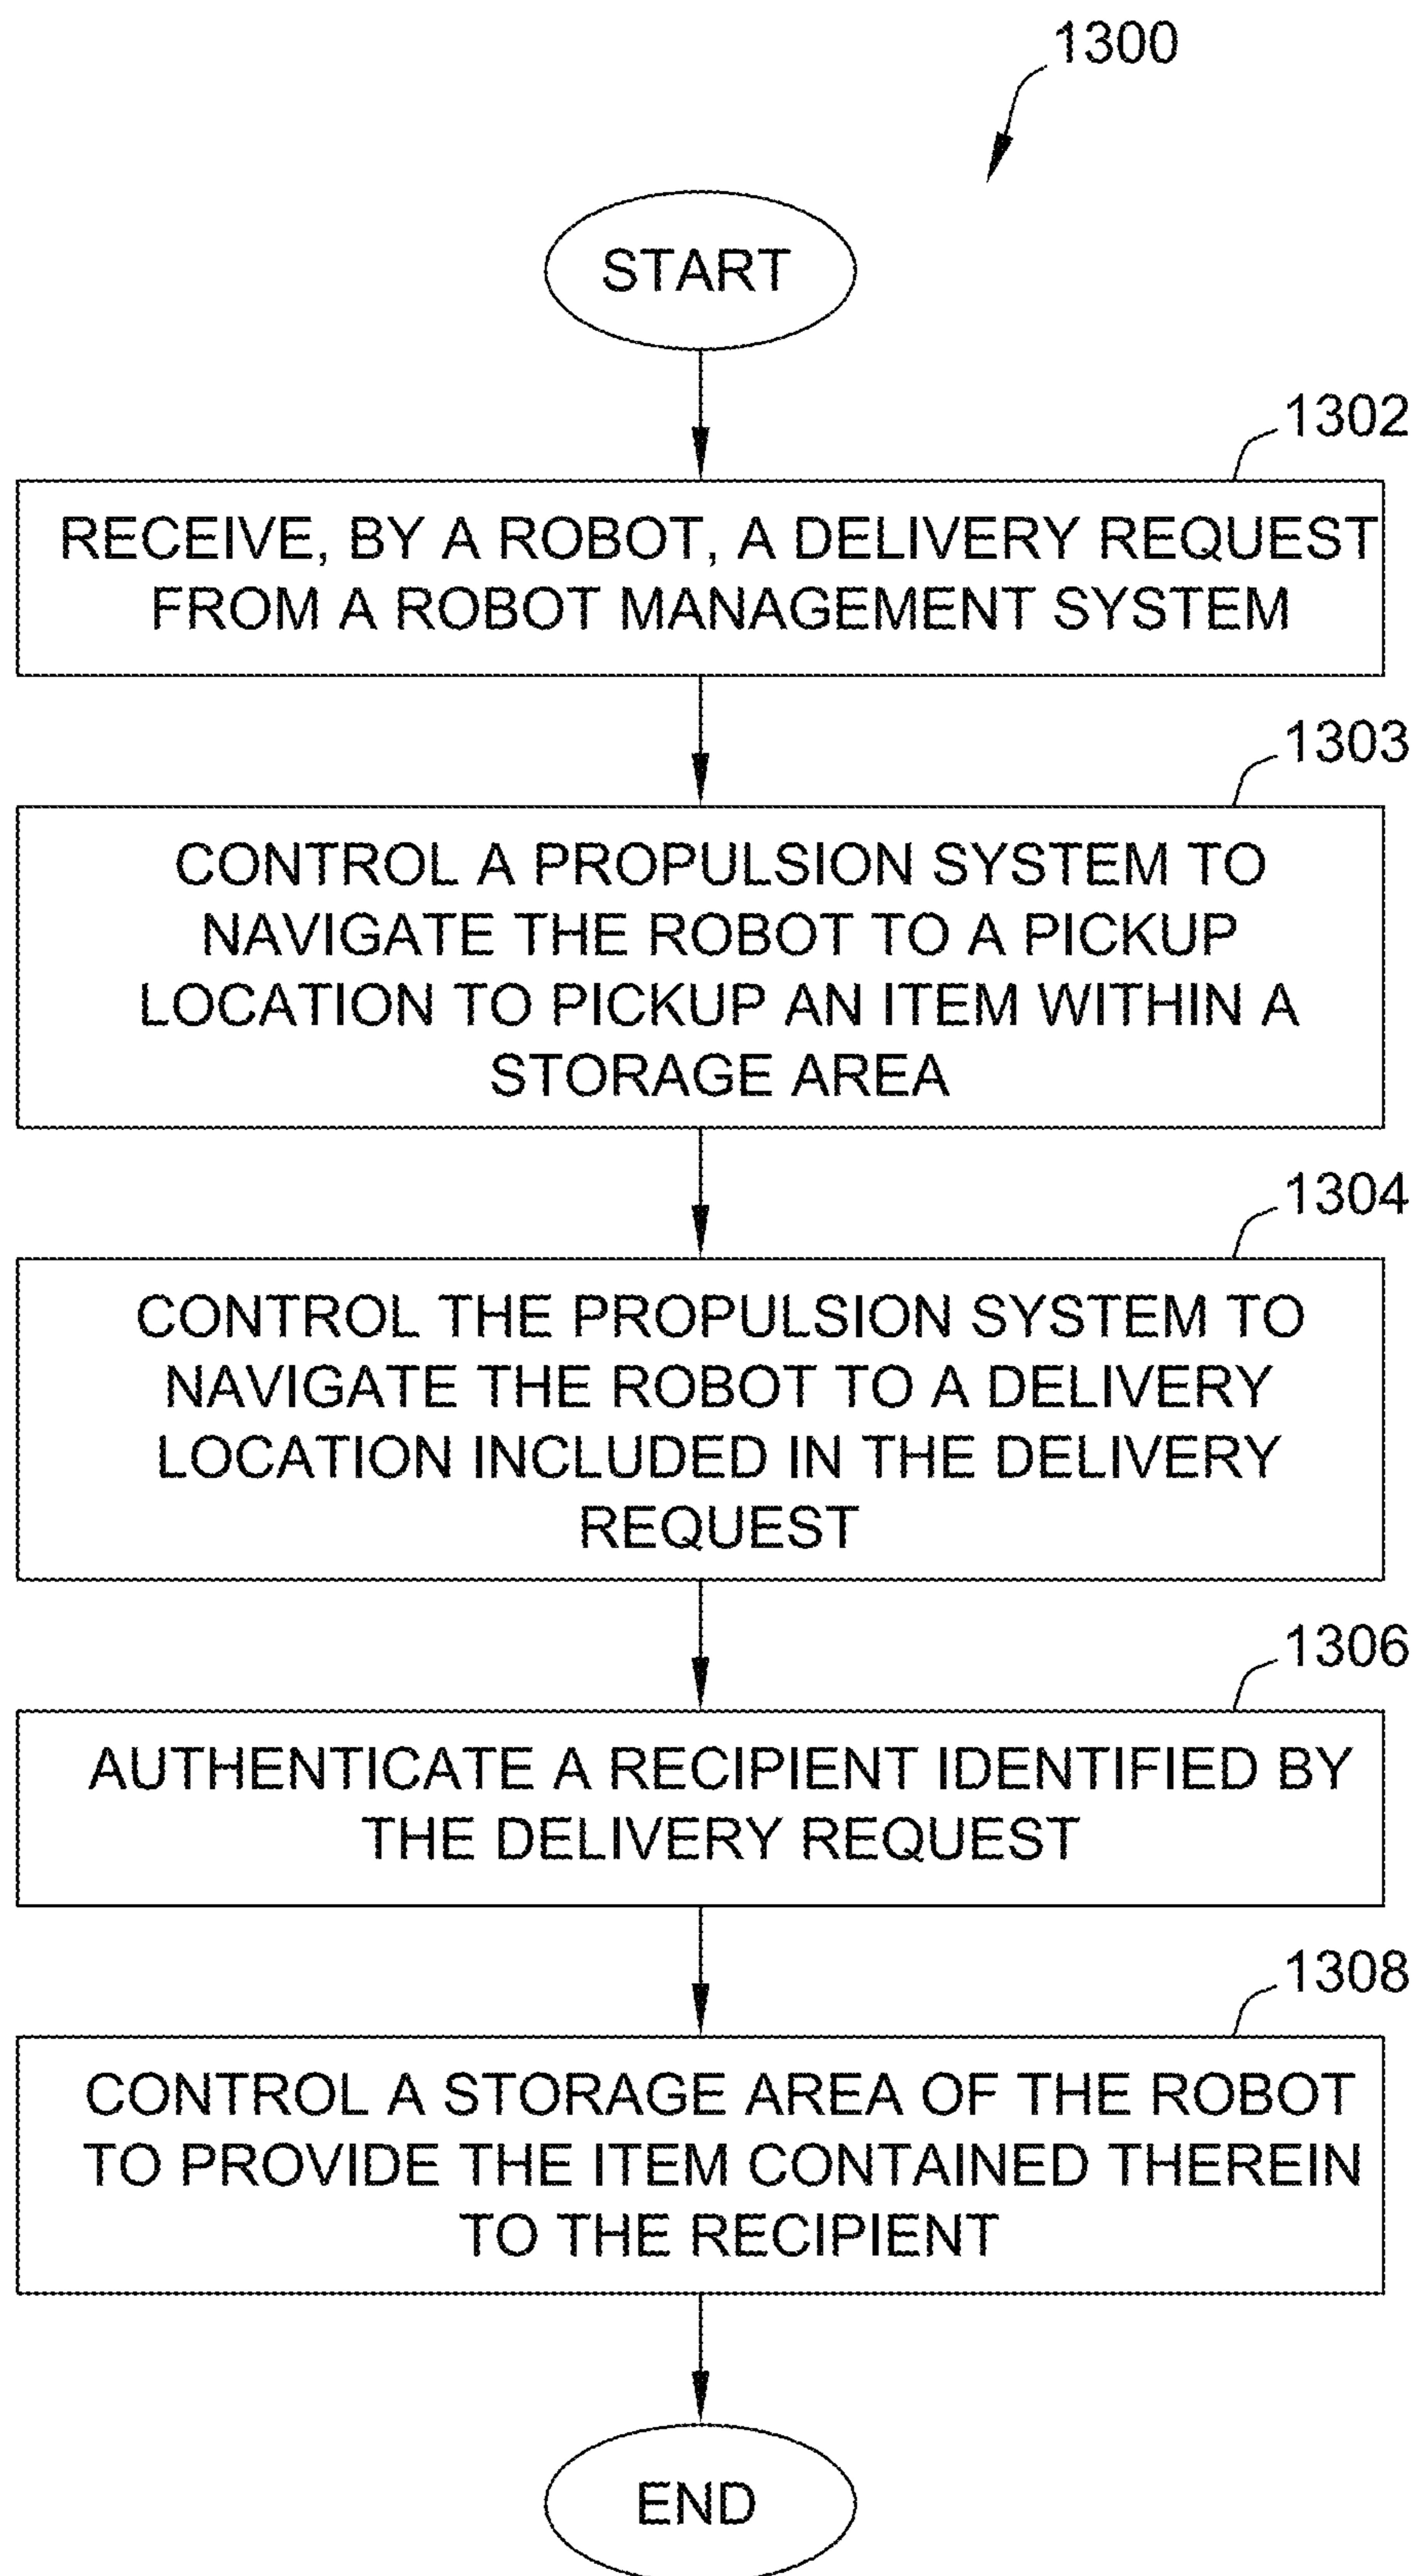 1300
START
1302
RECEIVE, BY A ROBOT, A DELIVERY REQUEST
FROM A ROBOT MANAGEMENT SYSTEM
1303
CONTROL A PROPULSION SYSTEM TO
NAVIGATE THE ROBOT TO A PICKUP
LOCATION TO PICKUP AN ITEM WITHIN A
STORAGE AREA
1304
CONTROL THE PROPULSION SYSTEM TO
NAVIGATE THE ROBOT TO A DELIVERY
LOCATION INCLUDED IN THE DELIVERY
REQUEST
1306
AUTHENTICATE A RECIPIENT IDENTIFIED BY
THE DELIVERY REQUEST
1308
CONTROL A STORAGE AREA OF THE ROBOT
TO PROVIDE THE ITEM CONTAINED THEREIN
TO THE RECIPIENT
END